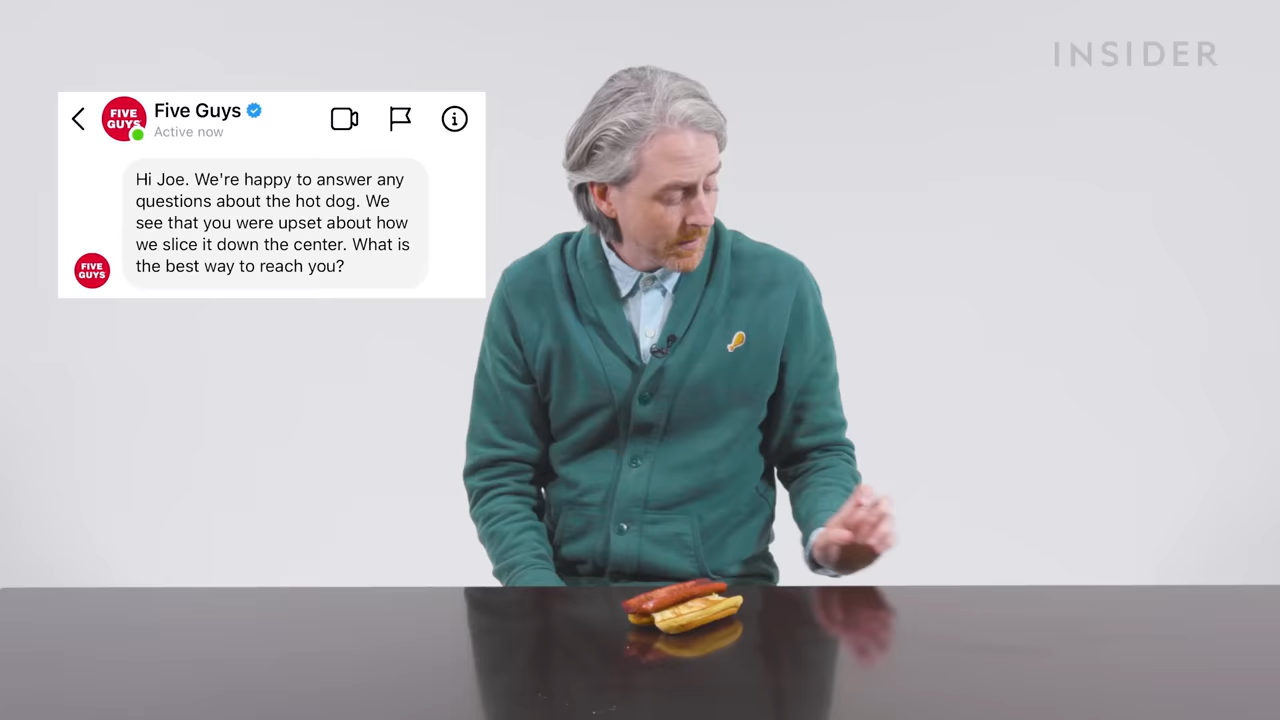 INSIDER
FIVE
GUYS
Five Guys
Active now
Hi Joe. We're happy to answer any
questions about the hot dog. We
see that you were upset about how
we slice it down the center. What is
the best way to reach you?
FIVE
GUYS